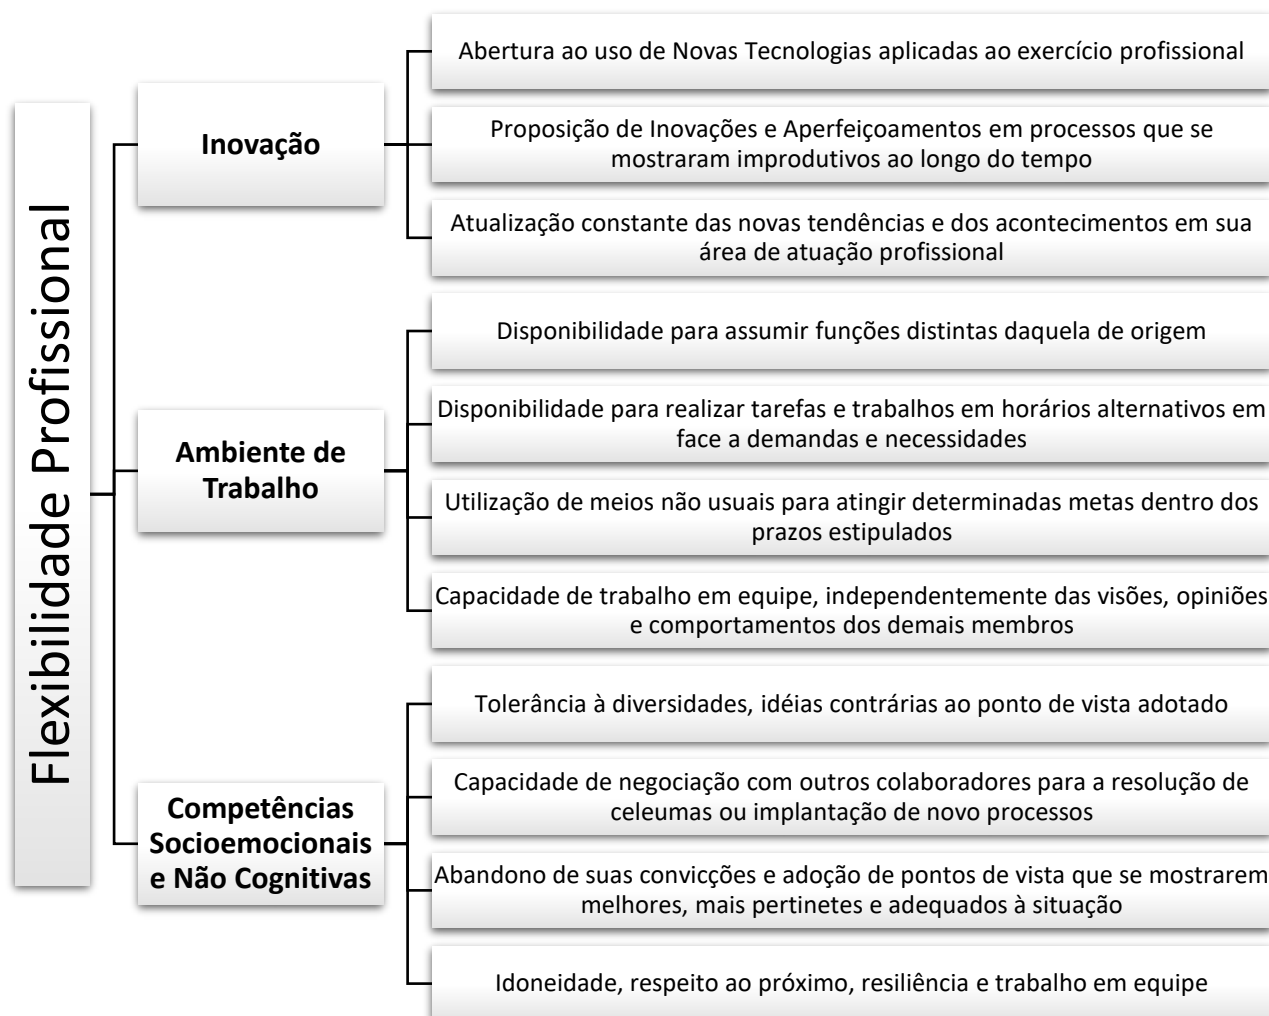 Flexibilidade Profissional
Inovação
Abertura ao uso de Novas Tecnologias aplicadas ao exercício profissional
Proposição de Inovações e Aperfeiçoamentos em processos que se
mostraram improdutivos ao longo do tempo
Atualização constante das novas tendências e dos acontecimentos em sua
área de atuação profissional
Ambiente de
Trabalho
Disponibilidade para assumir funções distintas daquela de origem
Disponibilidade para realizar tarefas e trabalhos em horários alternativos em
face a demandas e necessidades
Utilização de meios não usuais para atingir determinadas metas dentro dos
prazos estipulados
Capacidade de trabalho em equipe, independentemente das visões, opiniões
e comportamentos dos demais membros
Competências
Socioemocionais
e Não Cognitivas
Tolerância à diversidades, idéias contrárias ao ponto de vista adotado
Capacidade de negociação com outros colaboradores para a resolução de
celeumas ou implantação de novo processos
Abandono de suas convicções e adoção de pontos de vista que se mostrarem
melhores, mais pertinetes e adequados à situação
Idoneidade, respeito ao próximo, resiliência e trabalho em equipe